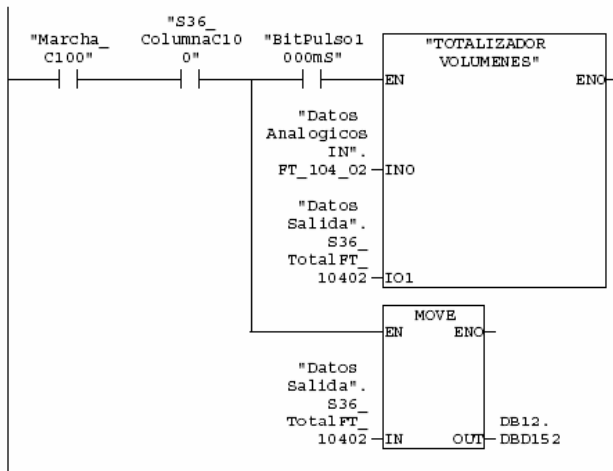 "S36_
"Marcha_ ColumnaC10 "BitPulso1
C100" 0" 000mS"
"TOTALIZADOR
VOLUMENES"
EN ENO
"Datos
Analogicos
IN".
FT_104_02 IN0
"Datos
Salida".
S36_
TotalFT_
10402 IO1
MOVE
EN ENO
"Datos
Salida".
S36_
TotalFT_ DB12.
10402 IN OUT DBD152